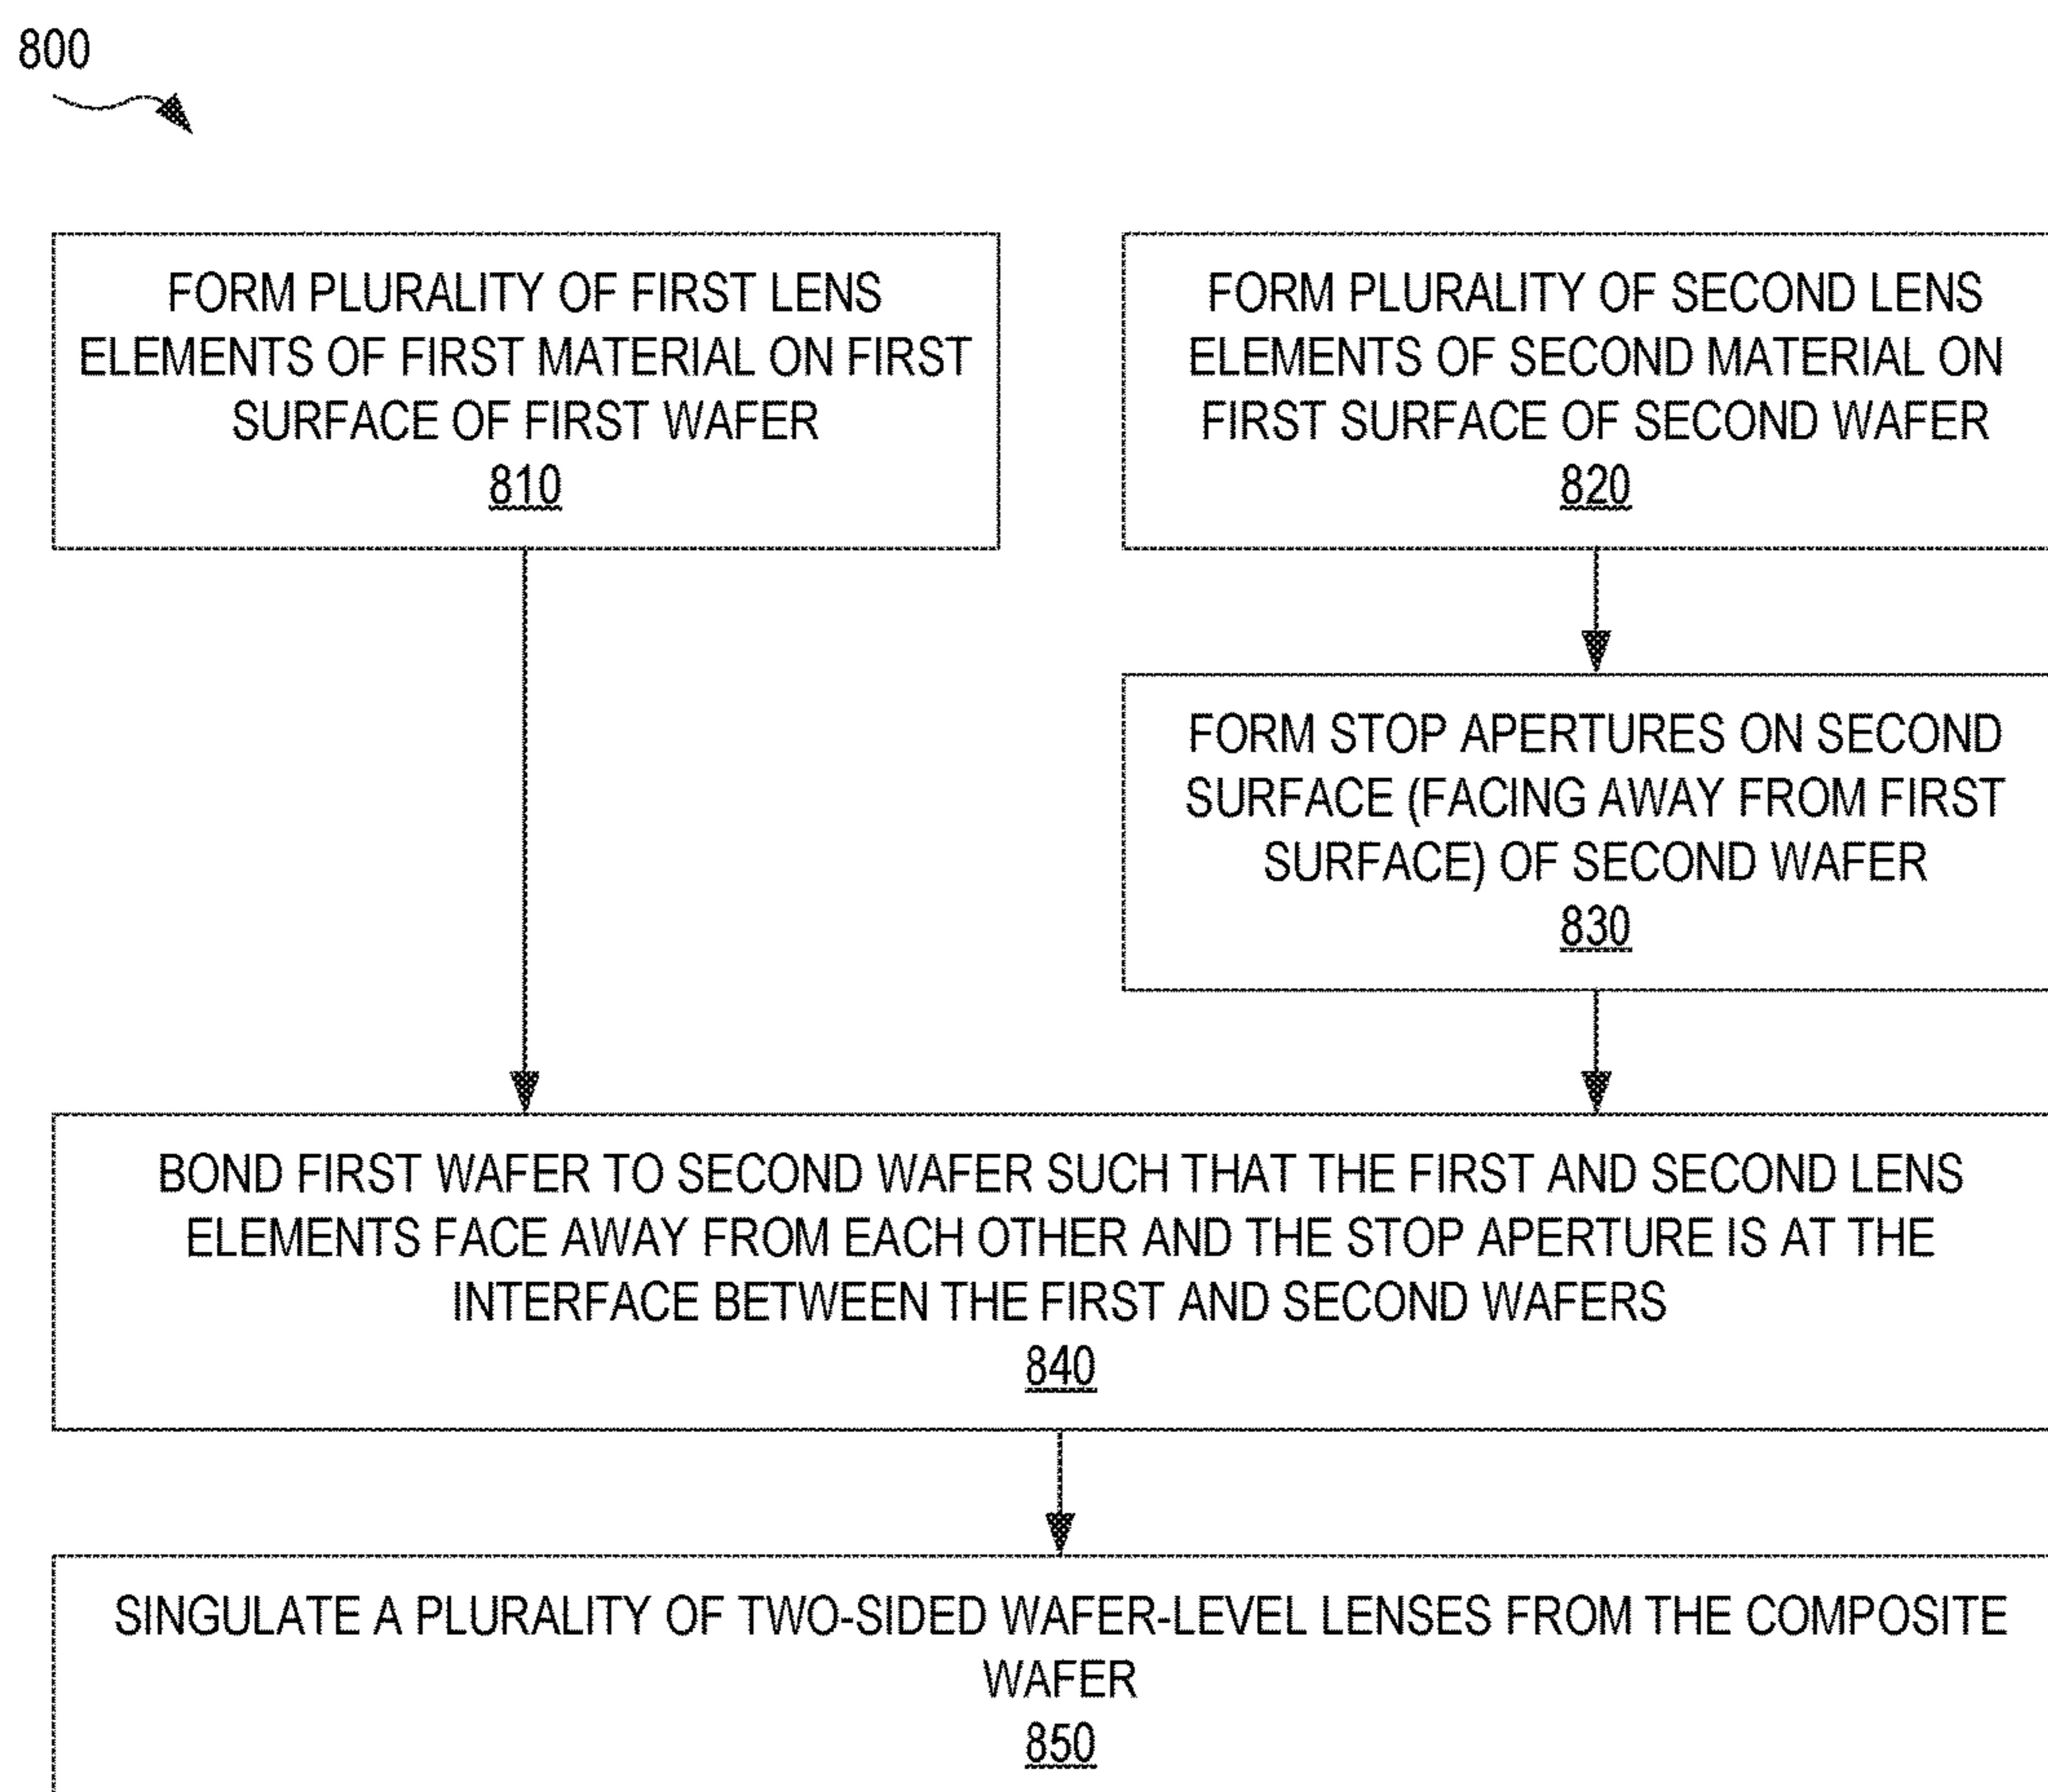 800
FORM PLURALITY OF FIRST LENS
ELEMENTS OF FIRST MATERIAL ON FIRST
SURFACE OF FIRST WAFER
810
FORM PLURALITY OF SECOND LENS
ELEMENTS OF SECOND MATERIAL ON
FIRST SURFACE OF SECOND WAFER
820
FORM STOP APERTURES ON SECOND
SURFACE (FACING AWAY FROM FIRST
SURFACE) OF SECOND WAFER
830
BOND FIRST WAFER TO SECOND WAFER SUCH THAT THE FIRST AND SECOND LENS
ELEMENTS FACE AWAY FROM EACH OTHER AND THE STOP APERTURE IS AT THE
INTERFACE BETWEEN THE FIRST AND SECOND WAFERS
840
SINGULATE A PLURALITY OF TWO-SIDED WAFER-LEVEL LENSES FROM THE COMPOSITE
WAFER
850